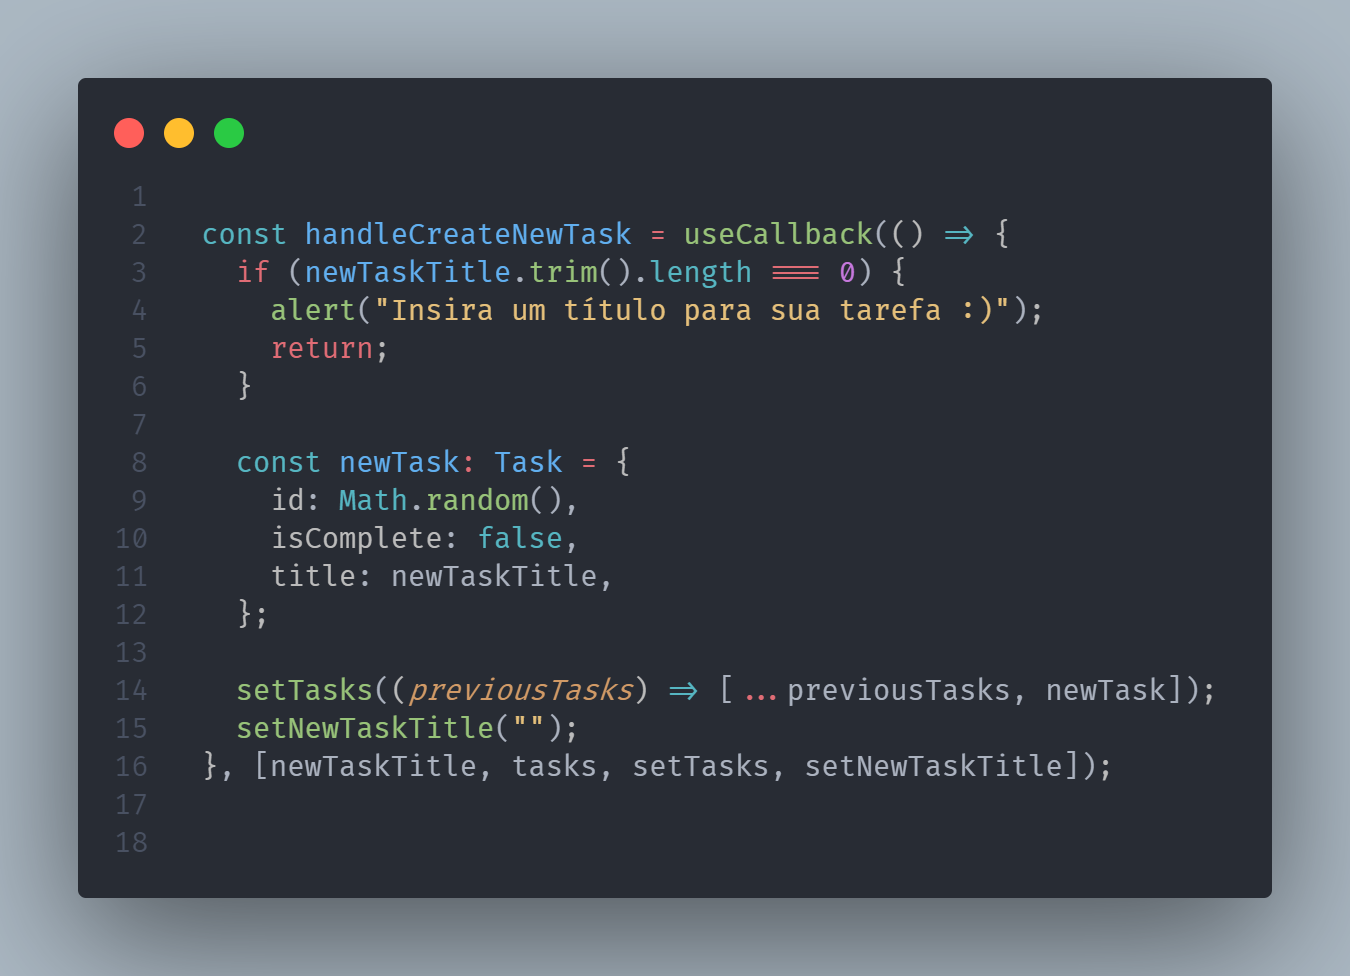 1
2 const handleCreateNewTask = useCallback(() => {
3 if (newTaskTitle.trim().length === 0) {
4 alert("Insira um título para sua tarefa :)");
5 return;
6 }
7
8 const newTask: Task = {
9 id: Math.random(),
10 isComplete: false,
11 title: newTaskTitle,
12 };
13
14 setTasks((previousTasks) => [...previousTasks, newTask]);
15 setNewTaskTitle("");
16 }, [newTaskTitle, tasks, setTasks, setNewTaskTitle]);
17
18